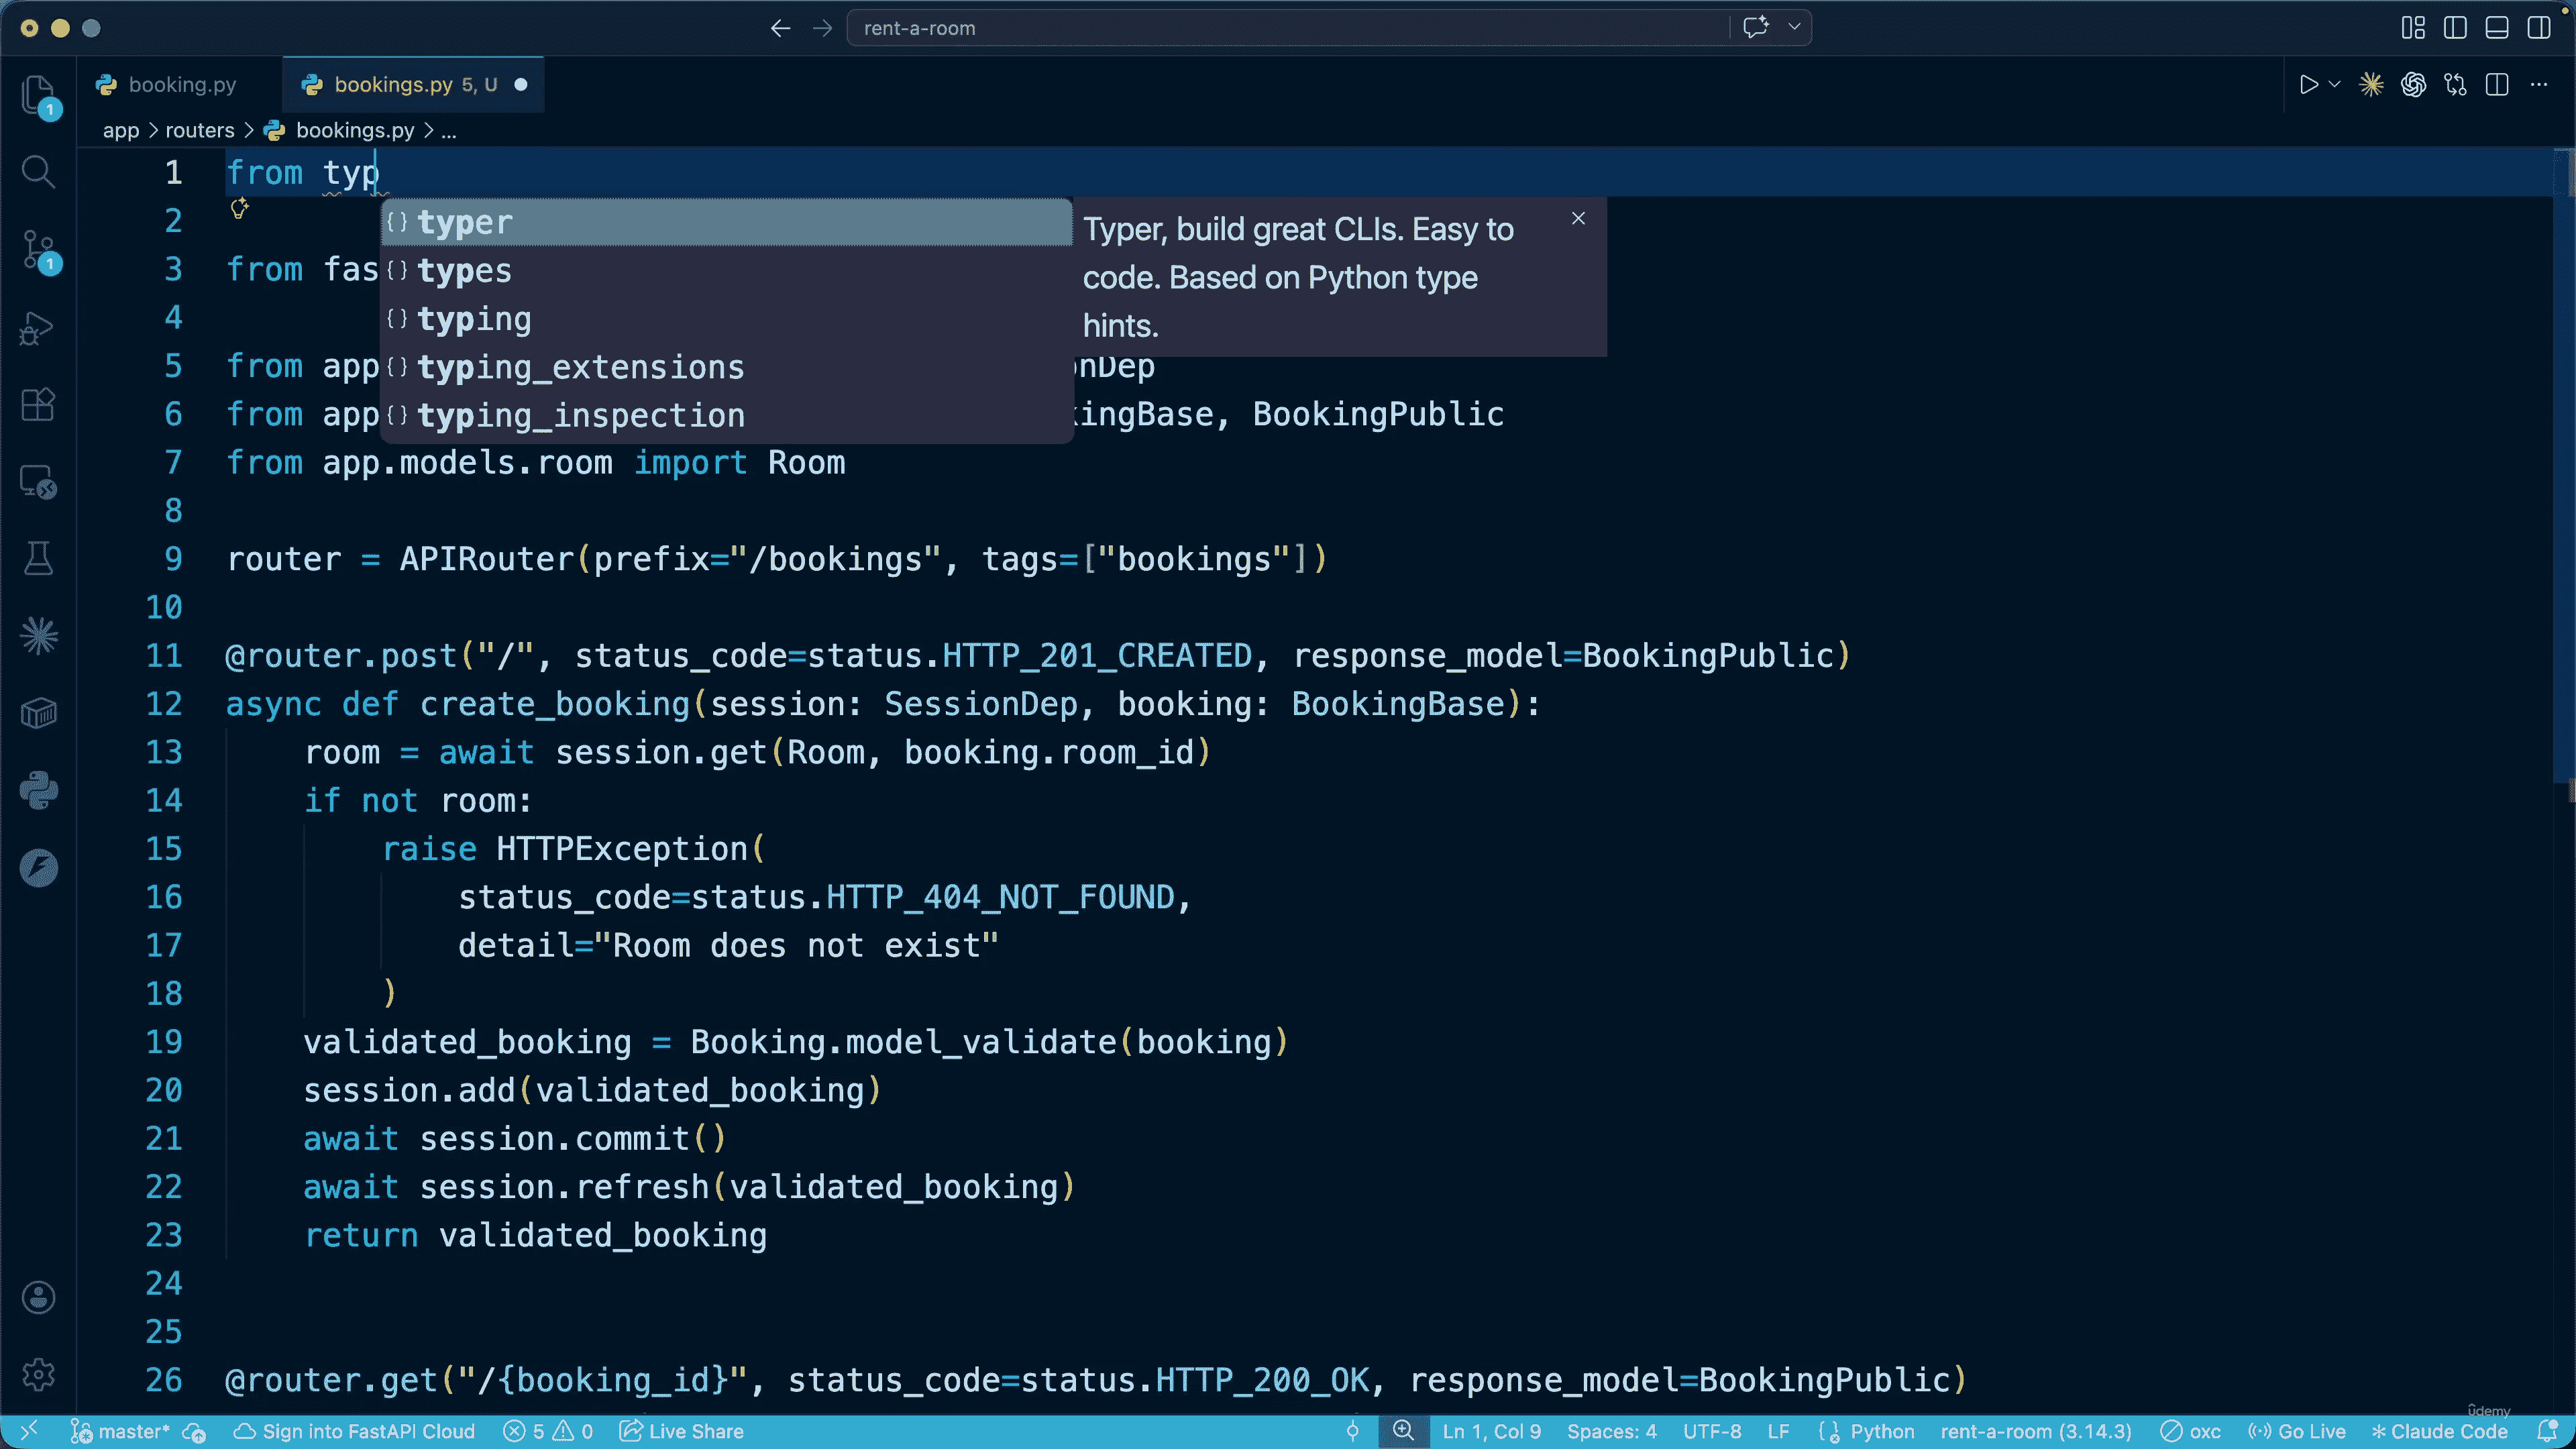 rent-a-room
booking.py
bookings.py 5, U
app > routers > bookings.py > ...
1 from typ
2
3 from fas
4
5 from app onDep
6 from app kingBase, BookingPublic
7 from app.models.room import Room
8
9 router = APIRouter(prefix="/bookings", tags=["bookings"])
10
11 @router.post("/", status_code=status.HTTP_201_CREATED, response_model=BookingPublic)
12 async def create_booking(session: SessionDep, booking: BookingBase):
13 room = await session.get(Room, booking.room_id)
14 if not room:
15 raise HTTPException(
16 status_code=status.HTTP_404_NOT_FOUND,
17 detail="Room does not exist"
18 )
19 validated_booking = Booking.model_validate(booking)
20 session.add(validated_booking)
21 await session.commit()
22 await session.refresh(validated_booking)
23 return validated_booking
24
25
26 @router.get("/{booking_id}", status_code=status.HTTP_200_OK, response_model=BookingPublic)
{} typer
{} types
{} typing
{} typing_extensions
{} typing_inspection
Typer, build great CLIs. Easy to
code. Based on Python type
hints.
1
1
udemy
master* Sign into FastAPI Cloud 5 0 Live Share Ln 1, Col 9 Spaces: 4 UTF-8 LF Python rent-a-room (3.14.3) oxc Go Live Claude Code